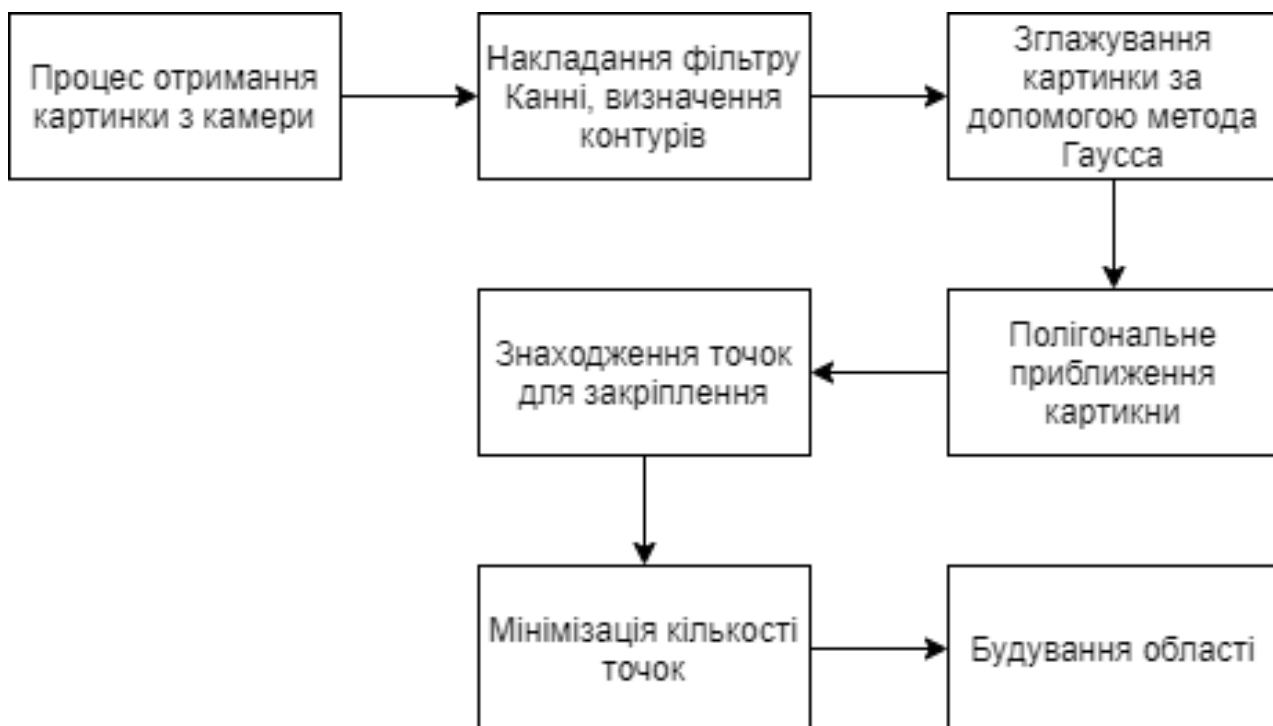 Процес отримання
картинки з камери
Накладання фільтру
Канні, визначення
контурів
Зглажування
картинки за
допомогою метода
Гаусса
Полігональне
приближення
картикни
Знаходження точок
для закріплення
Мінімізація кількості
точок
Будування області